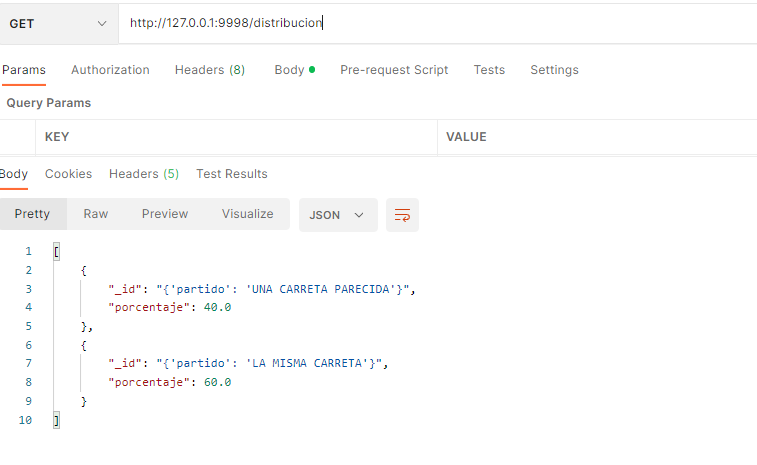 GET http://127.0.0.1:9998/distribucion
Params Authorization Headers (8) Body Pre-request Script Tests Settings
Query Params
KEY VALUE
Body Cookies Headers (5) Test Results
Pretty Raw Preview Visualize JSON
1 [
2 {
3 "_id": "{'partido': 'UNA CARRETA PARECIDA'}",
4 "porcentaje": 40.0
5 },
6 {
7 "_id": "{'partido': 'LA MISMA CARRETA'}",
8 "porcentaje": 60.0
9 }
10 ]